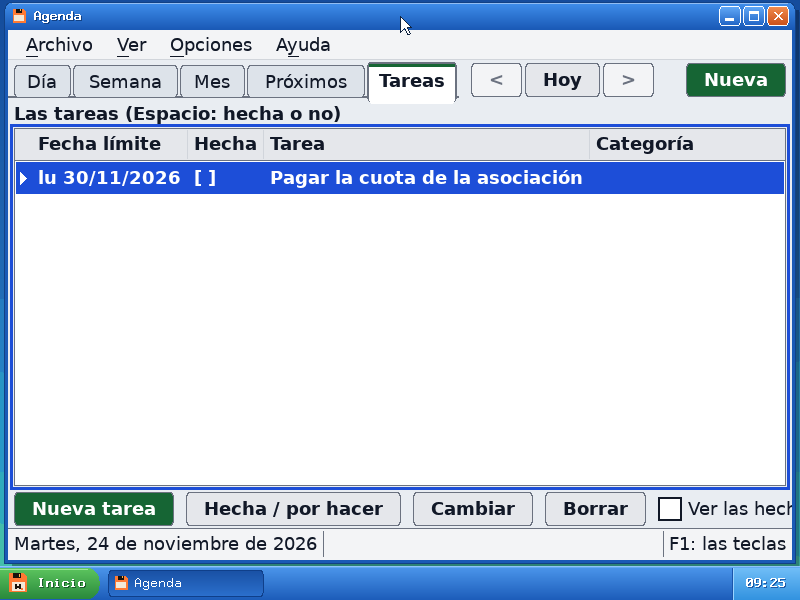 Agenda
Archivo Ver Opciones Ayuda
Día Semana Mes Próximos Tareas < Hoy > Nueva
Las tareas (Espacio: hecha o no)
Fecha límite Hecha Tarea Categoría
lu 30/11/2026 [ ] Pagar la cuota de la asociación
Nueva tarea Hecha / por hacer Cambiar Borrar Ver las hech
Martes, 24 de noviembre de 2026 F1: las teclas
Inicio Agenda 09:25